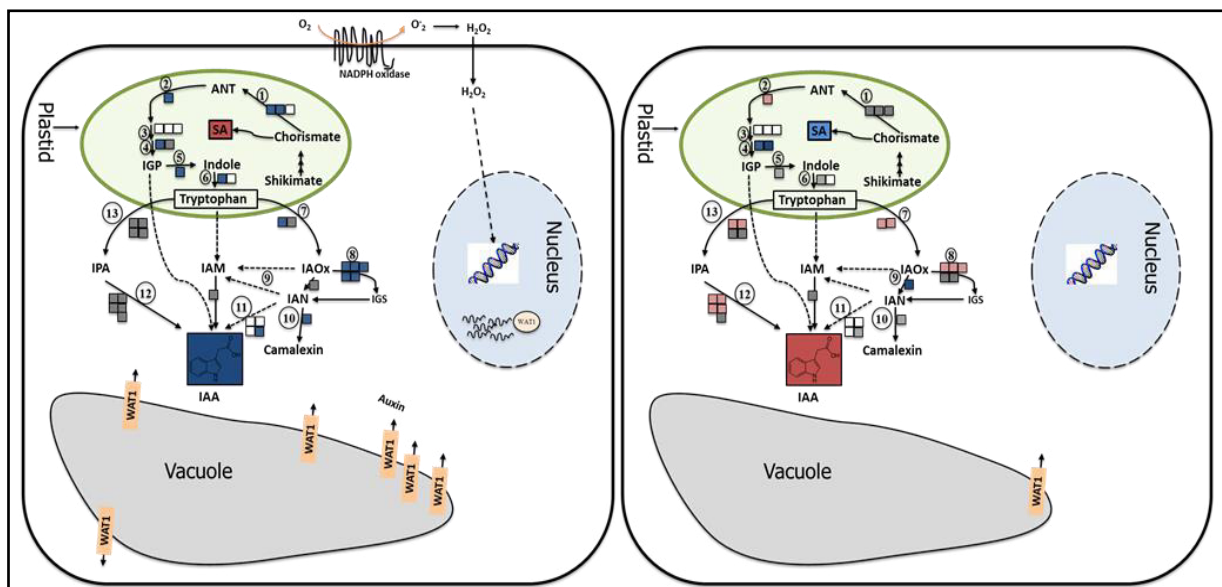 O₂
O⁻₂
H₂O₂
NADPH oxidase
H₂O₂
Plastid
2
ANT
1
3
SA
Chorismate
4
5
IGP
Indole
6
Shikimate
Tryptophan
13
7
Nucleus
8
IPA
IAM
IAOx
9
12
IAN
IGS
11
10
WAT1
Camalexin
IAA
Auxin
WAT1
WAT1
WAT1
WAT1
WAT1
Vacuole
WAT1
Plastid
2
ANT
1
3
SA
Chorismate
4
5
IGP
Indole
6
Shikimate
Tryptophan
13
7
Nucleus
8
IPA
IAM
IAOx
9
12
IAN
IGS
11
10
Camalexin
IAA
Vacuole
WAT1